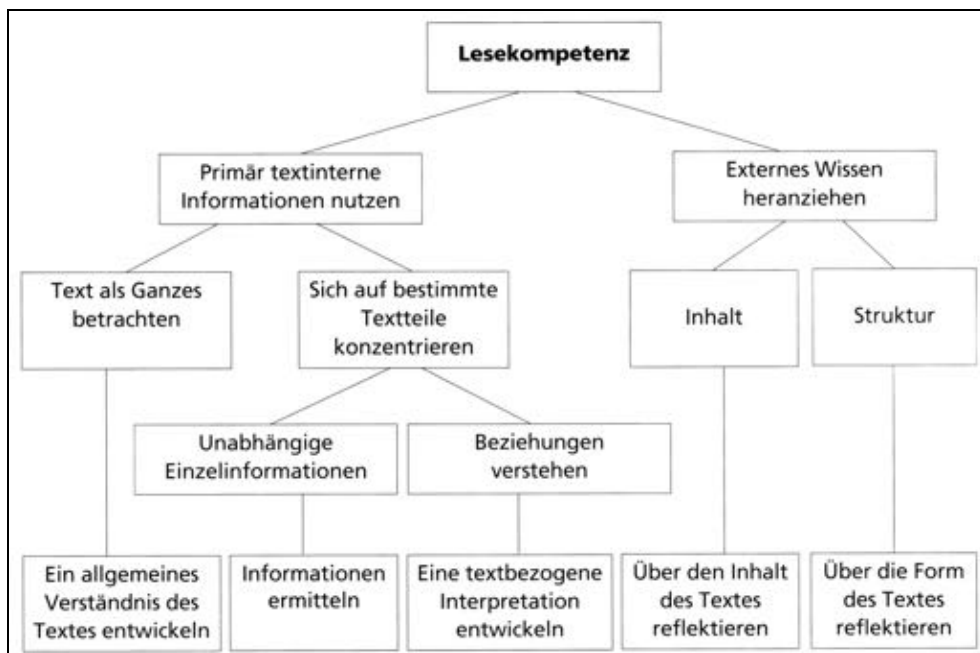 Lesekompetenz
Primär textinterne
Informationen nutzen
Externes Wissen
heranziehen
Text als Ganzes
betrachten
Sich auf bestimmte
Textteile
konzentrieren
Inhalt
Struktur
Unabhängige
Einzelinformationen
Beziehungen
verstehen
Ein allgemeines
Verständnis des
Textes entwickeln
Informationen
ermitteln
Eine textbezogene
Interpretation
entwickeln
Über den Inhalt
des Textes
reflektieren
Über die Form
des Textes
reflektieren